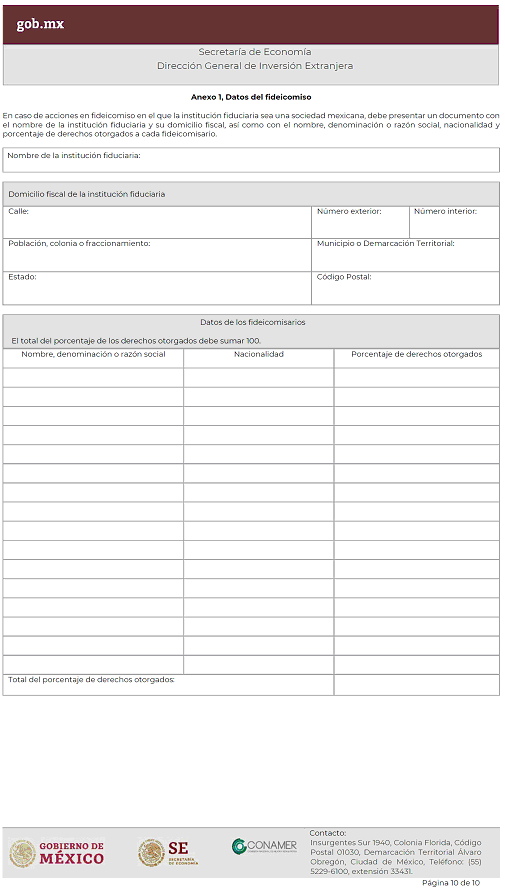 gob.mx
Secretaría de Economía
Dirección General de Inversión Extranjera
Anexo 1, Datos del fideicomiso
En caso de acciones en fideicomiso en el que la institución fiduciaria sea una sociedad mexicana, debe presentar un documento con
el nombre de la institución fiduciaria y su domicilio fiscal, así como con el nombre, denominación o razón social, nacionalidad y
porcentaje de derechos otorgados a cada fideicomisario.
Nombre de la institución fiduciaria:
Domicilio fiscal de la institución fiduciaria
Calle:
Número exterior:
Número interior:
Población, colonia o fraccionamiento:
Municipio o Demarcación Territorial:
Estado:
Código Postal:
Datos de los fideicomisarios
El total del porcentaje de los derechos otorgados debe sumar 100.
Nombre, denominación o razón social
Nacionalidad
Porcentaje de derechos otorgados
Total del porcentaje de derechos otorgados:
GOBIERNO DE
MÉXICO
SE
SECRETARÍA
DE ECONOMÍA
CONAMER
Contacto:
Insurgentes Sur 1940, Colonia Florida, Código
Postal 01030, Demarcación Territorial Álvaro
Obregón, Ciudad de México, Teléfono: (55)
5229-6100, extensión 33431.
Página 10 de 10